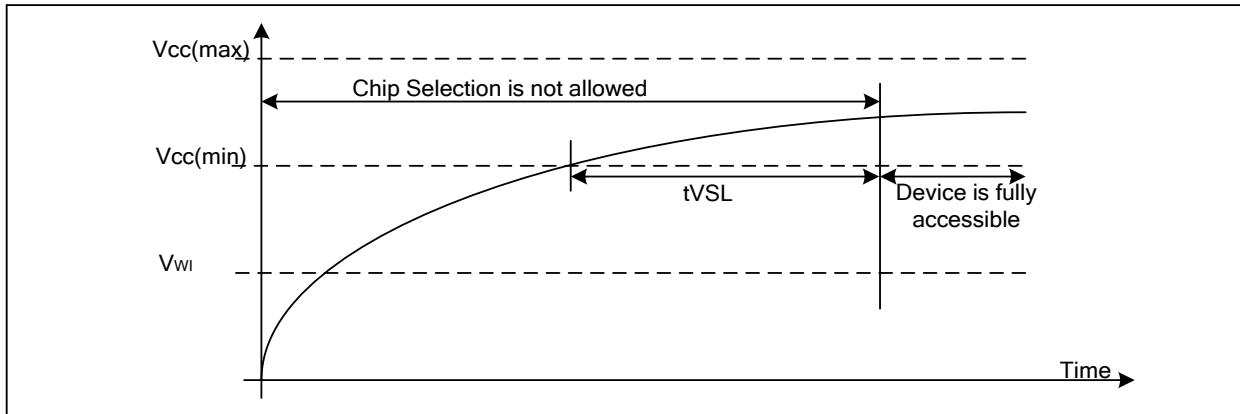 Vcc(max)
Chip Selection is not allowed
Vcc(min)
tVSL
Device is fully
accessible
VWI
Time